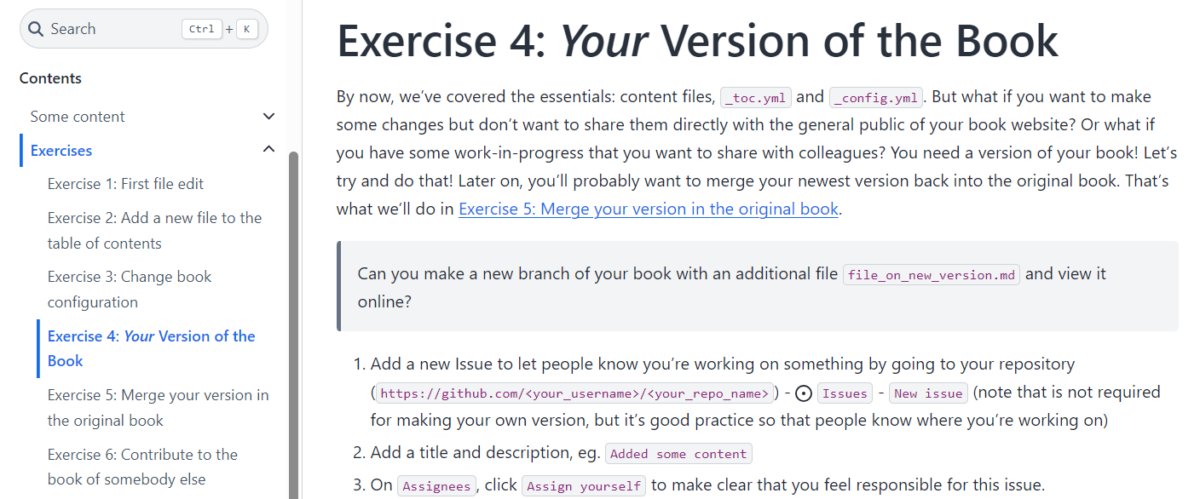 Search Ctrl + K
Contents
Some content
Exercises
Exercise 1: First file edit
Exercise 2: Add a new file to the
table of contents
Exercise 3: Change book
configuration
Exercise 4: Your Version of the
Book
Exercise 5: Merge your version in
the original book
Exercise 6: Contribute to the
book of somebody else
Exercise 4: Your Version of the Book
By now, we’ve covered the essentials: content files, _toc.yml and _config.yml. But what if you want to make
some changes but don’t want to share them directly with the general public of your book website? Or what if
you have some work-in-progress that you want to share with colleagues? You need a version of your book! Let’s
try and do that! Later on, you’ll probably want to merge your newest version back into the original book. That’s
what we’ll do in Exercise 5: Merge your version in the original book.
Can you make a new branch of your book with an additional file file_on_new_version.md and view it
online?
1. Add a new Issue to let people know you’re working on something by going to your repository
(https://github.com/<your_username>/<your_repo_name>) - Issues - New issue (note that is not required
for making your own version, but it’s good practice so that people know where you’re working on)
2. Add a title and description, eg. Added some content
3. On Assignees, click Assign yourself to make clear that you feel responsible for this issue.